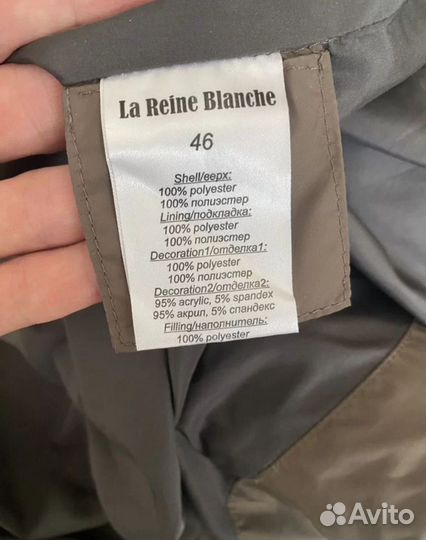 La Reine Blanche
46
Shell/верх:
100% polyester
100% полиэстер
Lining/подкладка:
100% polyester
100% полиэстер
Decoration1/отделка1:
100% polyester
100% полиэстер
Decoration2/отделка2:
95% acrylic, 5% spandex
95% акрил, 5% спандекс
Filling/наполнитель:
100% polyester
Avito